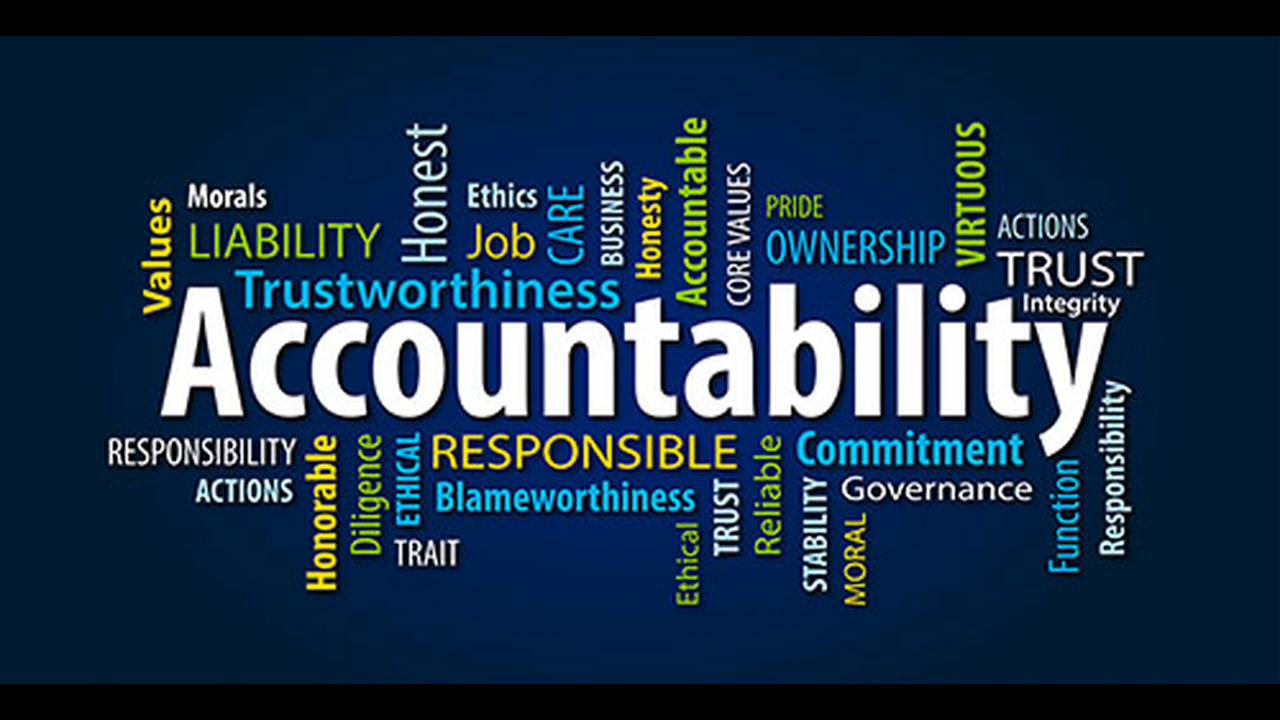 Values
Morals
LIABILITY
Honest
Ethics
Job
CARE
BUSINESS
Honesty
Accountable
CORE VALUES
PRIDE
OWNERSHIP
VIRTUOUS
ACTIONS
TRUST
Integrity
Trustworthiness
Accountability
RESPONSIBILITY
ACTIONS
Honorable
Diligence
ETHICAL
TRAIT
RESPONSIBLE
Blameworthiness
Ethical
TRUST
Reliable
Commitment
STABILITY
Governance
MORAL
Function
Responsibility